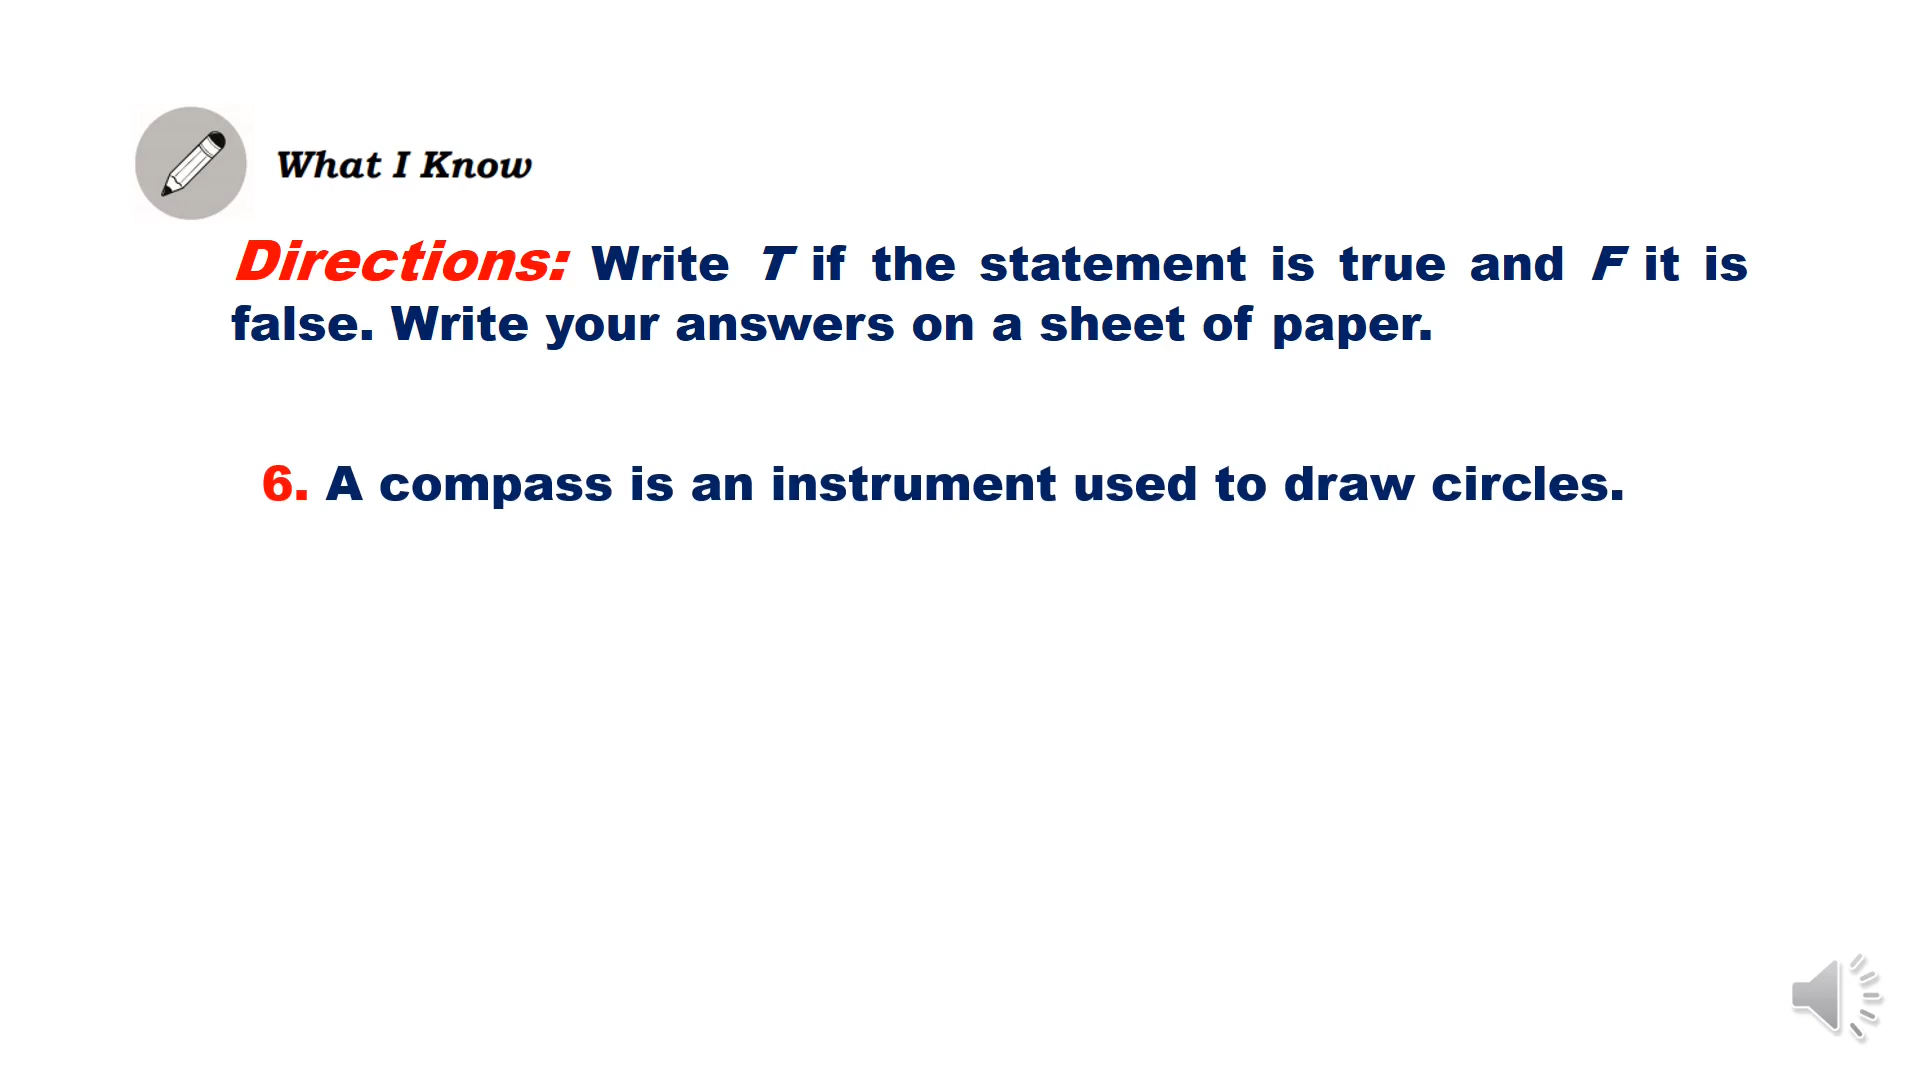 What I Know
Directions: Write T if the statement is true and F it is
false. Write your answers on a sheet of paper.
6. A compass is an instrument used to draw circles.